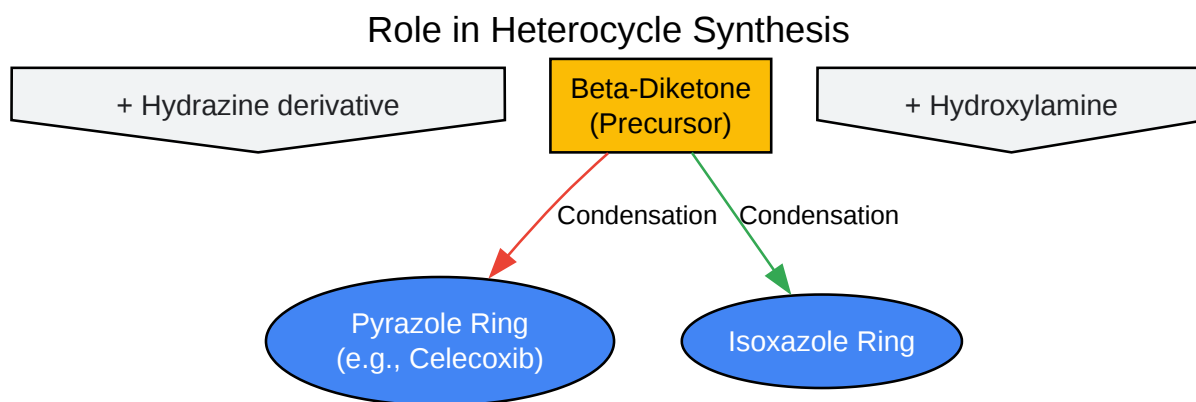 Role in Heterocycle Synthesis
+ Hydrazine derivative
Beta-Diketone
(Precursor)
+ Hydroxylamine
Condensation
Condensation
Pyrazole Ring
(e.g., Celecoxib)
Isoxazole Ring